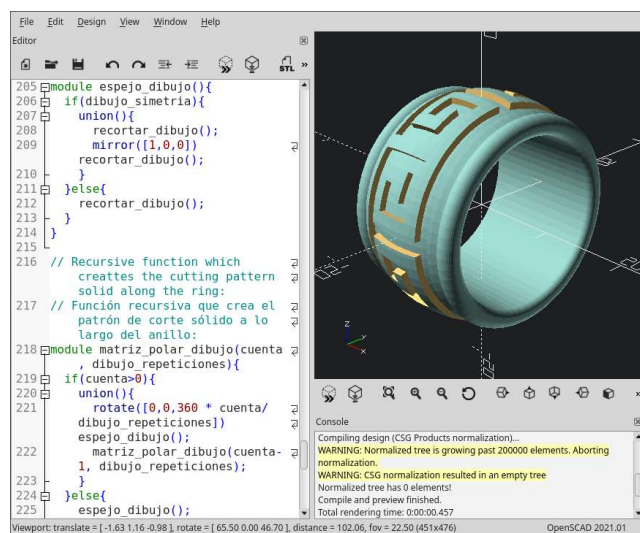 File Edit Design View Window Help
Editor
STL »
205 module espejo_dibujo(){
206 if(dibujo_simetria){
207 union(){
208 recortar_dibujo();
209 mirror([1,0,0])
recortar_dibujo();
210 }
211 }else{
212 recortar_dibujo();
213 }
214 }
215
216 // Recursive function which
creattes the cutting pattern
solid along the ring:
217 // Función recursiva que crea el
patrón de corte sólido a lo
largo del anillo:
218 module matriz_polar_dibujo(cuenta
, dibujo_repeticiones){
219 if(cuenta>0){
220 union(){
221 rotate([0,0,360 * cuenta/
dibujo_repeticiones])
espejo_dibujo();
222 matriz_polar_dibujo(cuenta-
1, dibujo_repeticiones);
223 }
224 }else{
225 espejo_dibujo();
z
y
x
»
Console
Compiling design (CSG Products normalization)...
WARNING: Normalized tree is growing past 200000 elements. Aborting
normalization.
WARNING: CSG normalization resulted in an empty tree
Normalized tree has 0 elements!
Compile and preview finished.
Total rendering time: 0:00:00.457
Viewport: translate = [ -1.63 1.16 -0.98 ], rotate = [ 65.50 0.00 46.70 ], distance = 102.06, fov = 22.50 (451x476) OpenSCAD 2021.01